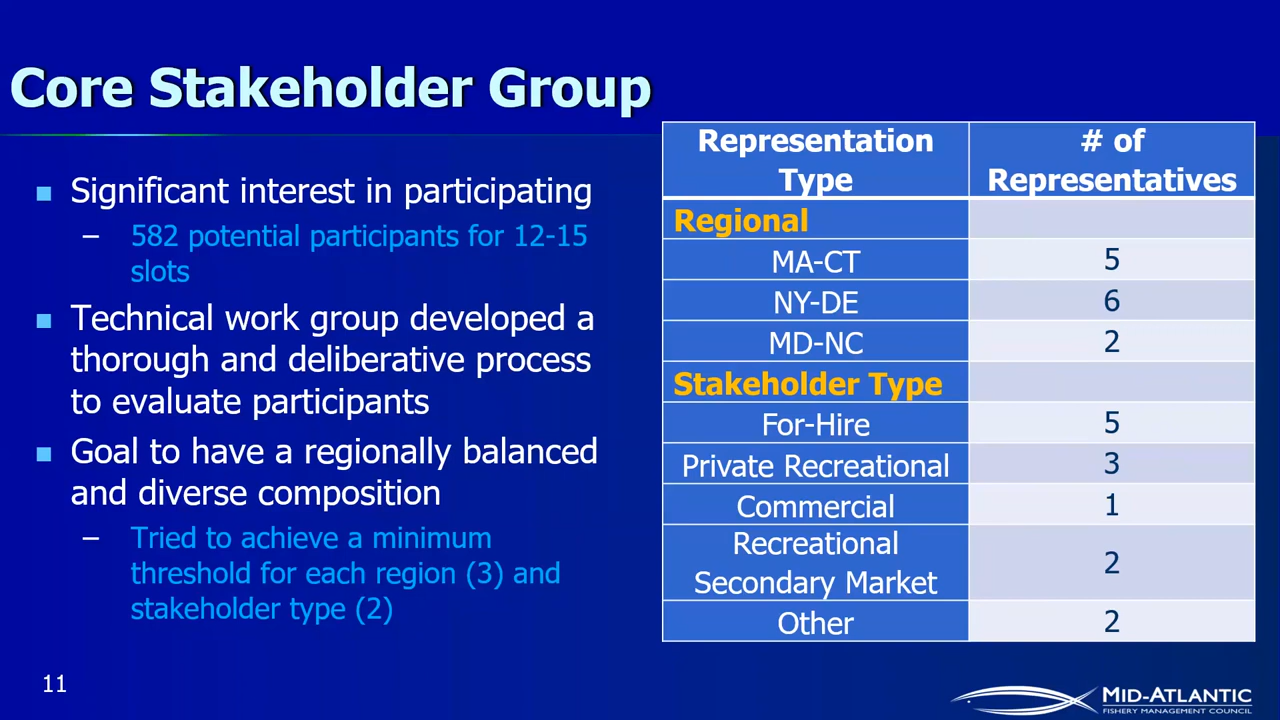 Core Stakeholder Group
Significant interest in participating
– 582 potential participants for 12-15
slots
Technical work group developed a
thorough and deliberative process
to evaluate participants
Goal to have a regionally balanced
and diverse composition
– Tried to achieve a minimum
threshold for each region (3) and
stakeholder type (2)
Representation Type # of Representatives
Regional
MA-CT 5
NY-DE 6
MD-NC 2
Stakeholder Type
For-Hire 5
Private Recreational 3
Commercial 1
Recreational Secondary Market 2
Other 2
11
MID-ATLANTIC
FISHERY MANAGEMENT COUNCIL